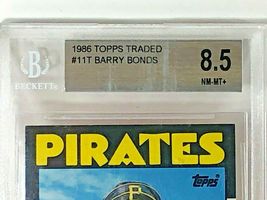 1986 TOPPS TRADED
#11T BARRY BONDS
BECKETT
8.5
NM-MT+
PIRATES
topps